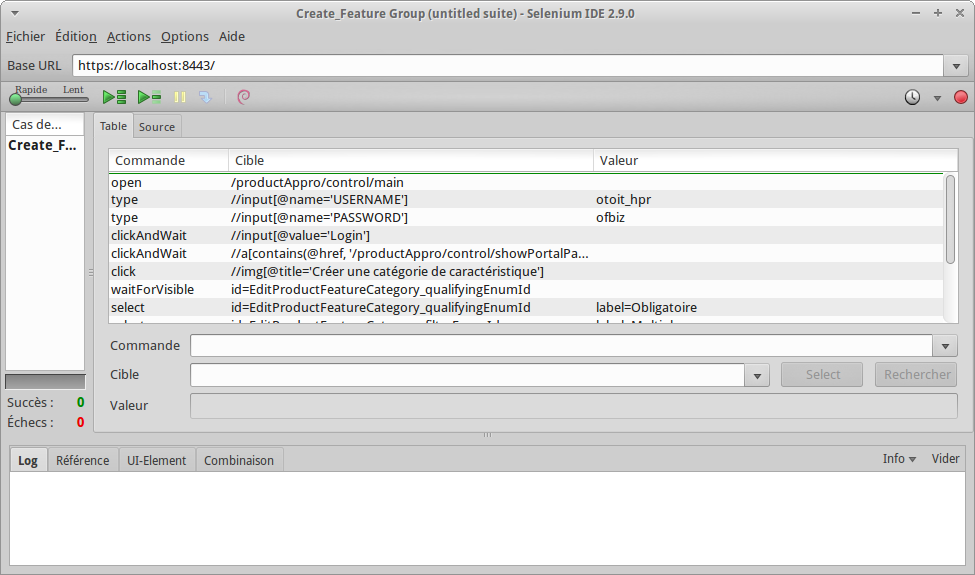 Create_Feature Group (untitled suite) - Selenium IDE 2.9.0
Fichier Édition Actions Options Aide
Base URL https://localhost:8443/
Rapide Lent
Cas de...
Create_F...
Table Source
Commande Cible Valeur
open /productAppro/control/main
type //input[@name='USERNAME'] otoit_hpr
type //input[@name='PASSWORD'] ofbiz
clickAndWait //input[@value='Login']
clickAndWait //a[contains(@href, '/productAppro/control/showPortalPa...
click //img[@title='Créer une catégorie de caractéristique']
waitForVisible id=EditProductFeatureCategory_qualifyingEnumId
select id=EditProductFeatureCategory_qualifyingEnumId label=Obligatoire
Commande
Cible Select Rechercher
Valeur
Succès : 0
Échecs : 0
Log Référence UI-Element Combinaison Info Vider